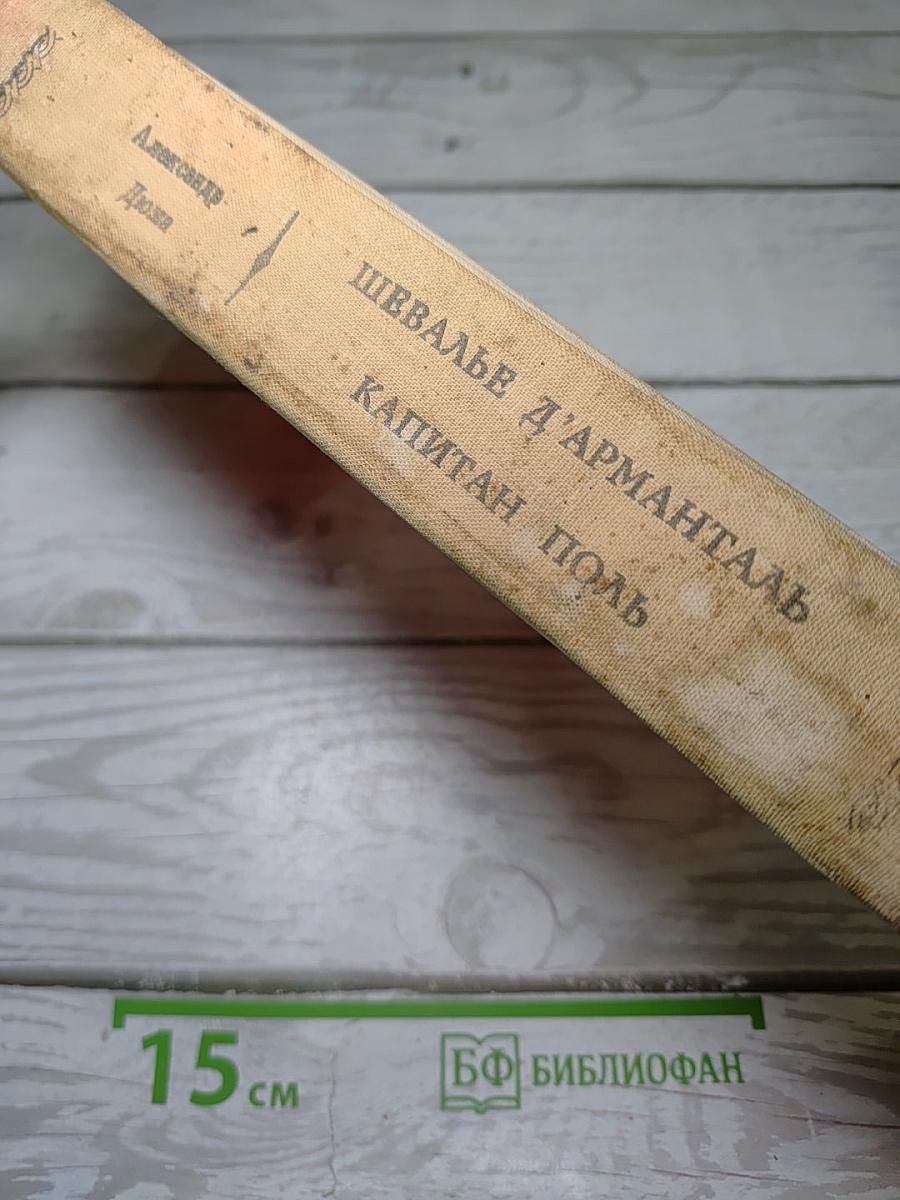 Александр
Дюма
ШЕВАЛЬЕ Д'АРМАНТАЛЬ
КАПИТАН ПОЛЬ
15 см
БФ БИБЛИОФАН